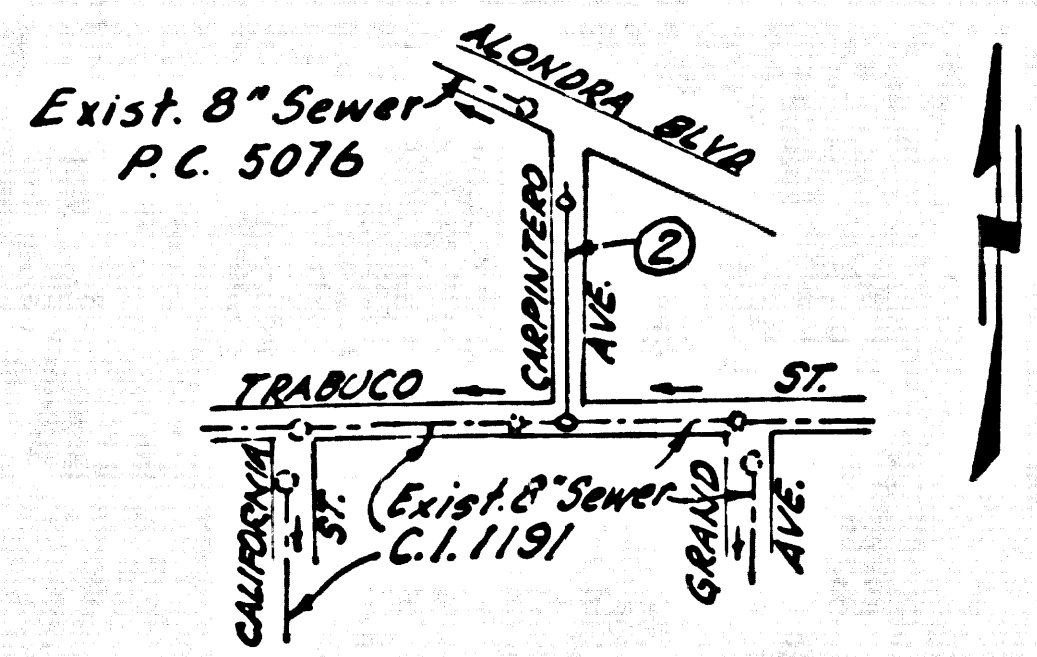 ALONDRA BLVD
Exist. 8" Sewer
P.C. 5076
CARPINTERO
AVE.
2
TRABUCO
ST.
CALIFORNIA
ST.
Exist. 8" Sewer
C.I. 1191
GRAND
AVE.